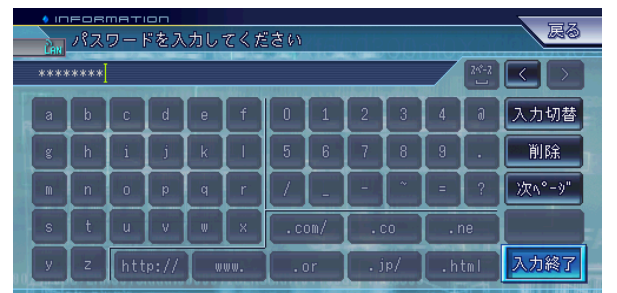 INFORMATION
戻る
LAN パスワードを入力してください
******** スペース < >
a b c d e f 0 1 2 3 4 @ 入力切替
g h i j k l 5 6 7 8 9 . 削除
m n o p q r / _ - ~ = ? 次ページ
s t u v w x .com/ .co .ne
y z http:// www. .or .jp/ .html 入力終了